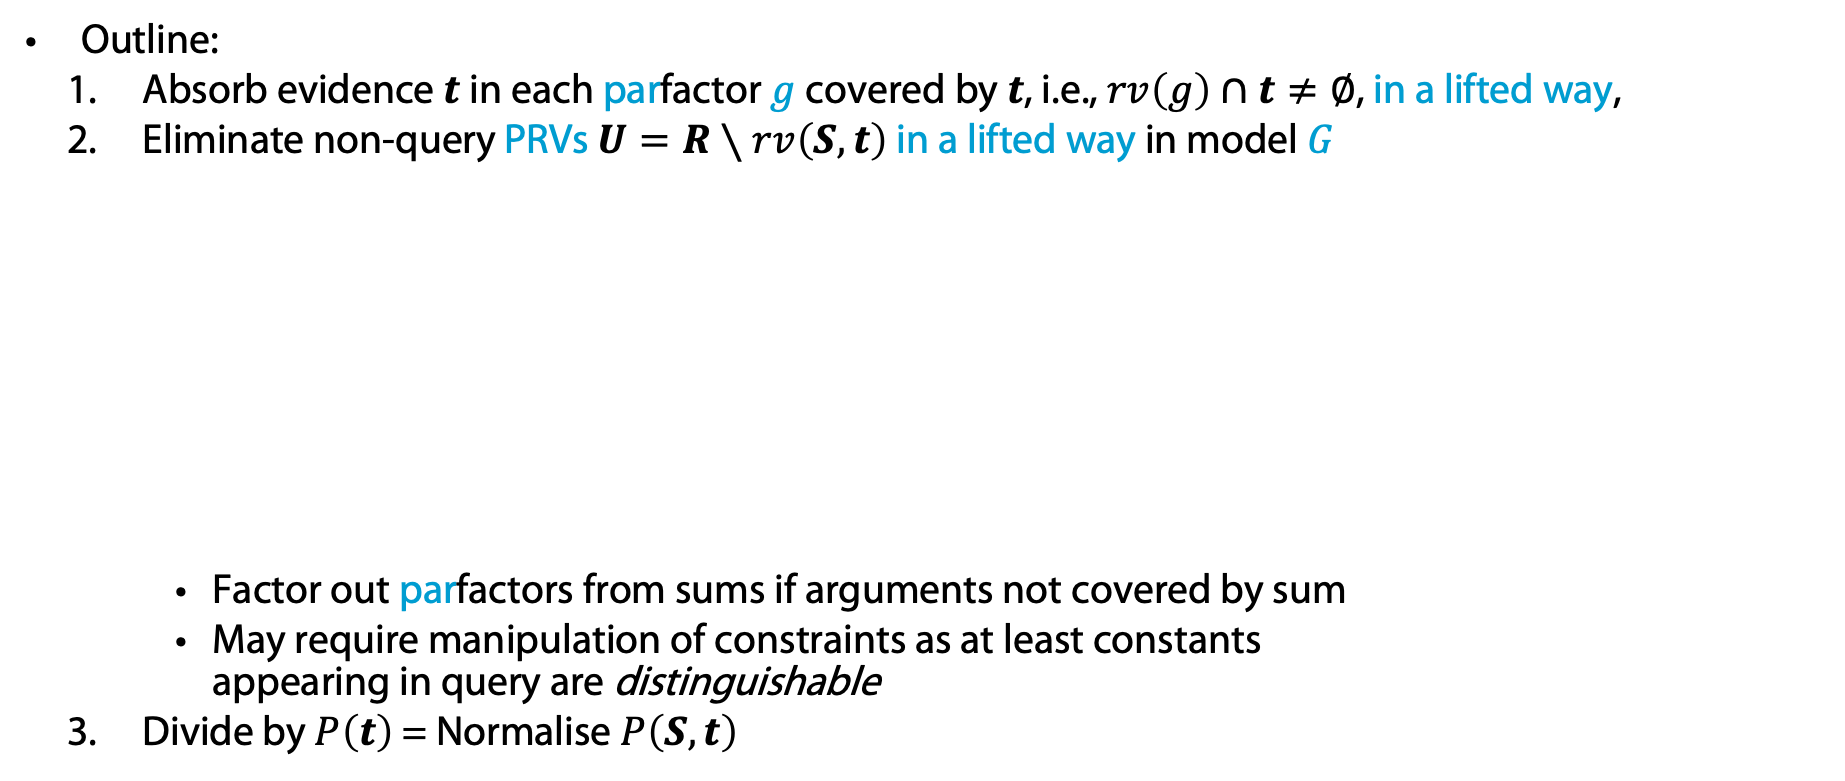 • Outline:
1. Absorb evidence t in each parfactor g covered by t, i.e., rv(g) ∩ t ≠ ∅, in a lifted way,
2. Eliminate non-query PRVs U = R \ rv(S, t) in a lifted way in model G
• Factor out parfactors from sums if arguments not covered by sum
• May require manipulation of constraints as at least constants
appearing in query are distinguishable
3. Divide by P(t) = Normalise P(S, t)